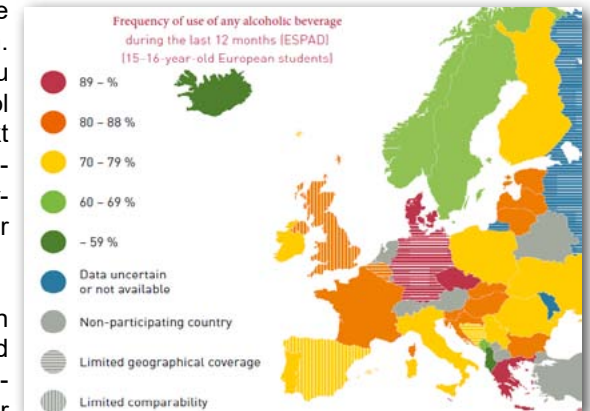 e
.
u
ol
kt
-
-
r
n
d
-
r
Frequency of use of any alcoholic beverage
during the last 12 months (ESPAD)
(15-16-year-old European students)
89 – %
80 – 88 %
70 – 79 %
60 – 69 %
– 59 %
Data uncertain
or not available
Non-participating country
Limited geographical coverage
Limited comparability